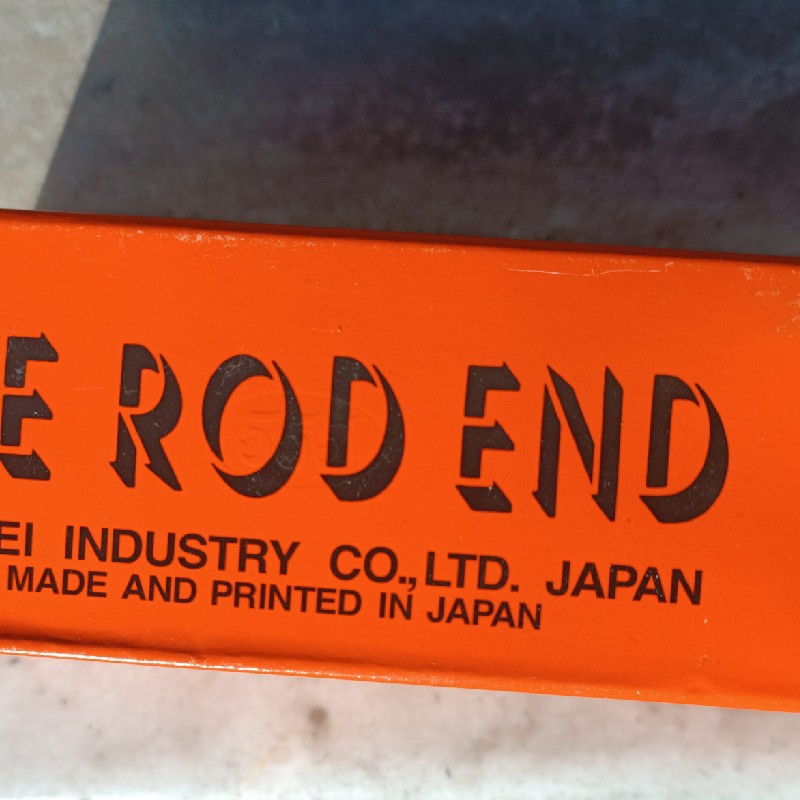 E ROD END
EI INDUSTRY CO.,LTD. JAPAN
MADE AND PRINTED IN JAPAN